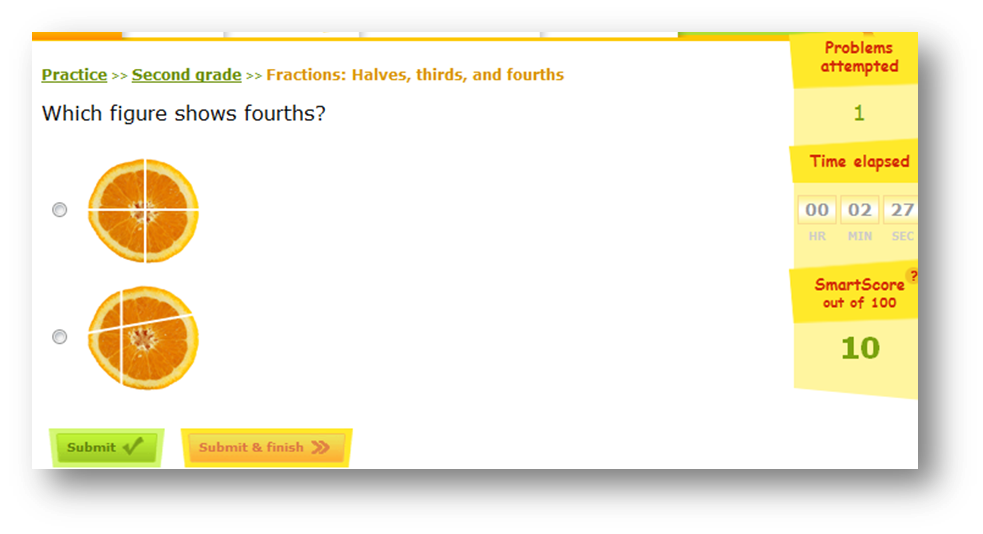 Practice >> Second grade >> Fractions: Halves, thirds, and fourths
Which figure shows fourths?
Submit
Submit & finish
Problems
attempted
1
Time elapsed
00 02 27
HR MIN SEC
SmartScore ?
out of 100
10